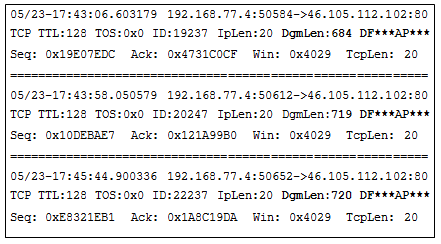 05/23-17:43:06.603179 192.168.77.4:50584->46.105.112.102:80
TCP TTL:128 TOS:0x0 ID:19237 IpLen:20 DgmLen:684 DF***AP***
Seq: 0x19E07EDC Ack: 0x4731C0CF Win: 0x4029 TcpLen: 20
============================================================
05/23-17:43:58.050579 192.168.77.4:50612->46.105.112.102:80
TCP TTL:128 TOS:0x0 ID:20247 IpLen:20 DgmLen:719 DF***AP***
Seq: 0x10DEBAE7 Ack: 0x121A99B0 Win: 0x4029 TcpLen: 20
============================================================
05/23-17:45:44.900336 192.168.77.4:50652->46.105.112.102:80
TCP TTL:128 TOS:0x0 ID:22237 IpLen:20 DgmLen:720 DF***AP***
Seq: 0xE8321EB1 Ack: 0x1A8C19DA Win: 0x4029 TcpLen: 20